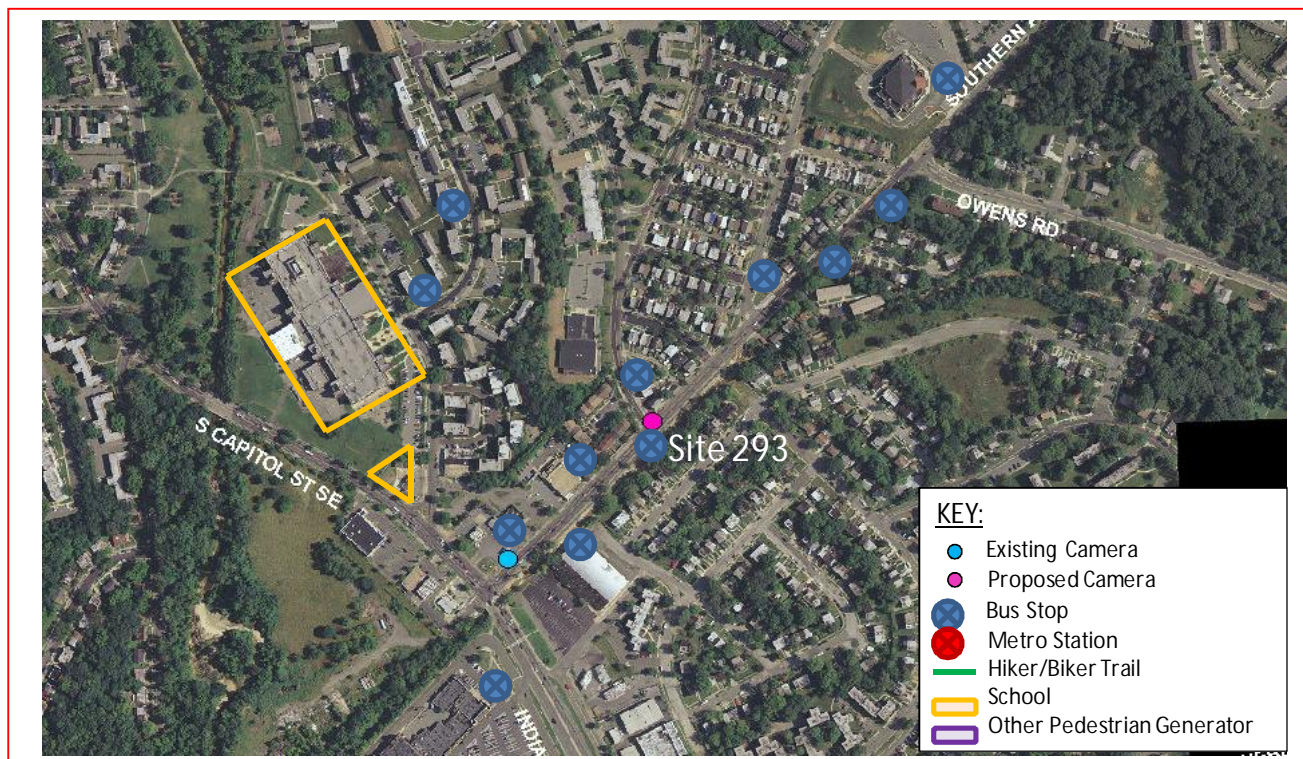 SOUTHERN
OWENS RD
S CAPITOL ST SE
Site 293
INDIA
KEY:
Existing Camera
Proposed Camera
Bus Stop
Metro Station
Hiker/Biker Trail
School
Other Pedestrian Generator